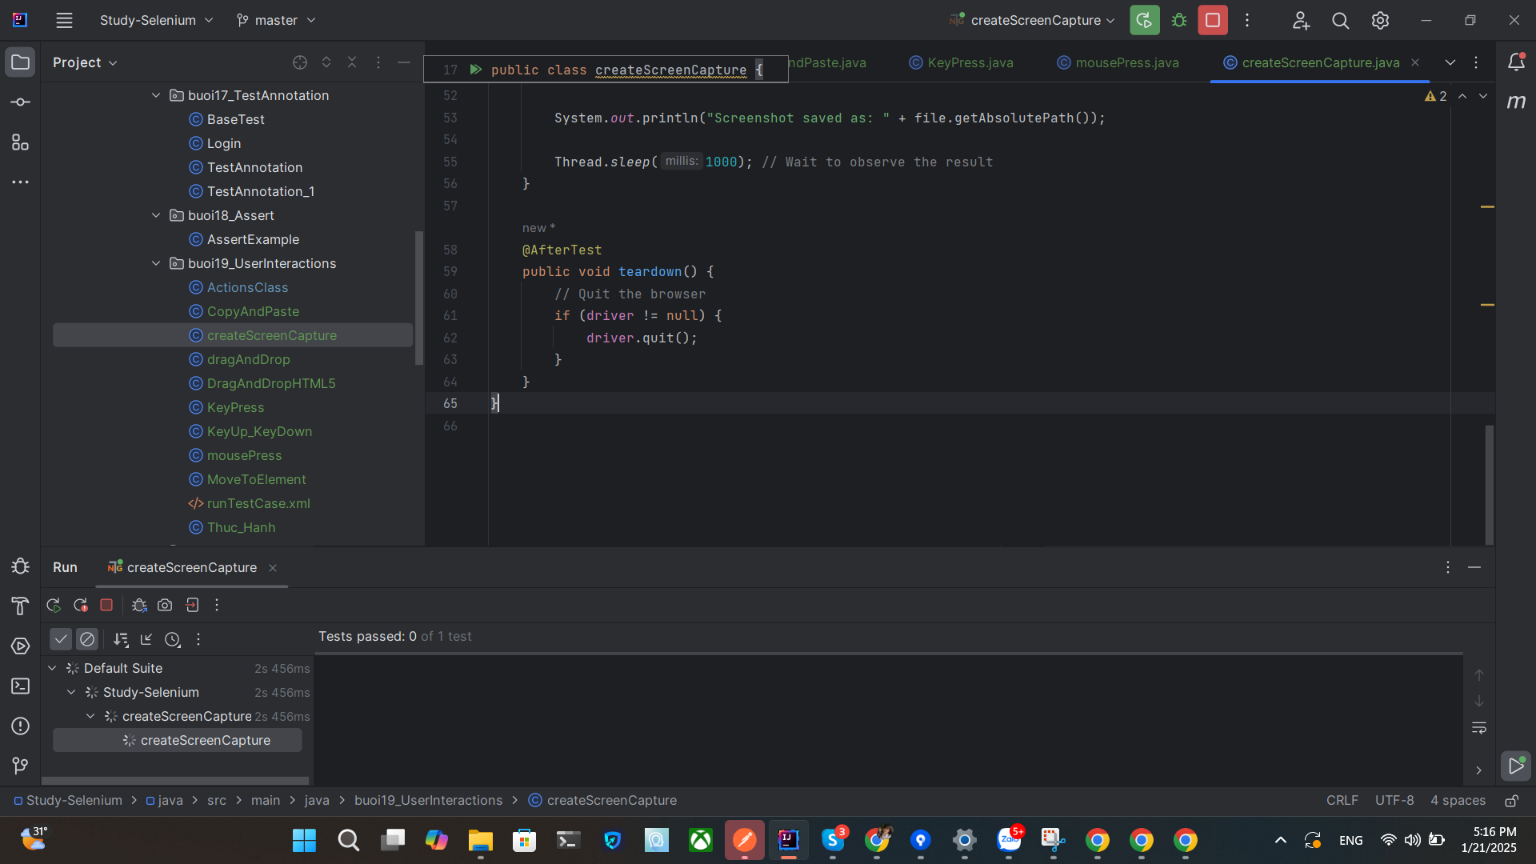 Study-Selenium
master
createScreenCapture
Project
17 public class createScreenCapture {
ndPaste.java
KeyPress.java
mousePress.java
createScreenCapture.java
2
buoi17_TestAnnotation
BaseTest
Login
TestAnnotation
TestAnnotation_1
buoi18_Assert
AssertExample
buoi19_UserInteractions
ActionsClass
CopyAndPaste
createScreenCapture
dragAndDrop
DragAndDropHTML5
KeyPress
KeyUp_KeyDown
mousePress
MoveToElement
runTestCase.xml
Thuc_Hanh
52
53 System.out.println("Screenshot saved as: " + file.getAbsolutePath());
54
55 Thread.sleep( millis: 1000); // Wait to observe the result
56 }
57
new *
58 @AfterTest
59 public void teardown() {
60 // Quit the browser
61 if (driver != null) {
62 driver.quit();
63 }
64 }
65 }
66
Run
createScreenCapture
Tests passed: 0 of 1 test
Default Suite 2s 456ms
Study-Selenium 2s 456ms
createScreenCapture 2s 456ms
createScreenCapture
Study-Selenium > java > src > main > java > buoi19_UserInteractions > createScreenCapture
CRLF UTF-8 4 spaces
31°
3
Zalo
5+
ENG
5:16 PM
1/21/2025